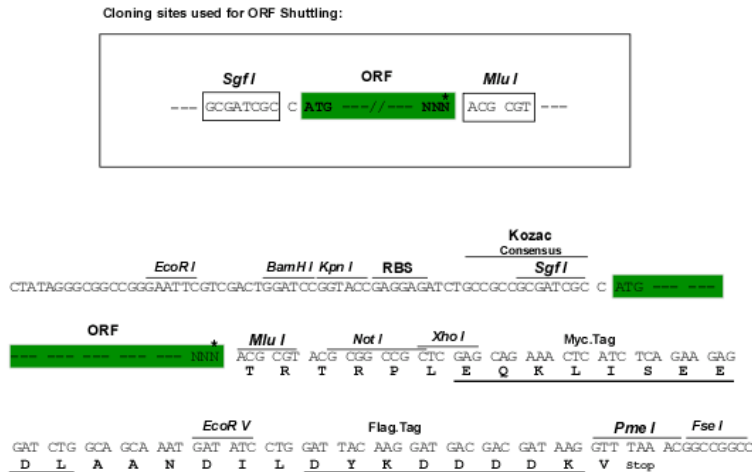 Cloning sites used for ORF Shuttling:
Sgf I ORF Mlu I
*
--- GCGATCGC C ATG ---//--- NNN ACG CGT ---
Kozac
Consensus
EcoR I BamH I Kpn I RBS Sgf I
CTATAGGGCGGCCGGGAATTCGTCGACTGGATCCGGTACCGAGGAGATCTGCCGCCGCGATCGC C ATG --- ---
ORF
* Mlu I Not I Xho I Myc.Tag
--- --- --- --- --- NNN ACG CGT ACG CGG CCG CTC GAG CAG AAA CTC ATC TCA GAA GAG
T R T R P L E Q K L I S E E
EcoR V Flag.Tag Pme I Fse I
GAT CTG GCA GCA AAT GAT ATC CTG GAT TAC AAG GAT GAC GAC GAT AAG GTT TAA ACGGCCGGCC
D L A A N D I L D Y K D D D D K V Stop